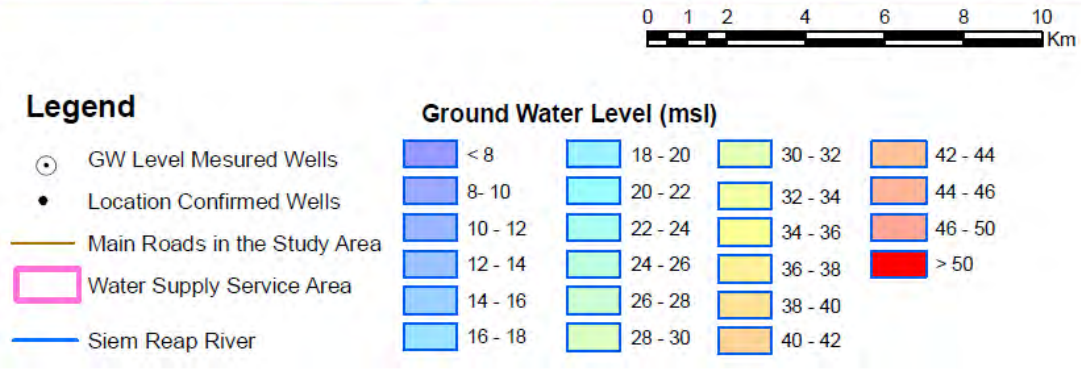 0 1 2 4 6 8 10
Km
Legend
GW Level Mesured Wells
Location Confirmed Wells
Main Roads in the Study Area
Water Supply Service Area
Siem Reap River
Ground Water Level (msl)
< 8
8- 10
10 - 12
12 - 14
14 - 16
16 - 18
18 - 20
20 - 22
22 - 24
24 - 26
26 - 28
28 - 30
30 - 32
32 - 34
34 - 36
36 - 38
38 - 40
40 - 42
42 - 44
44 - 46
46 - 50
> 50